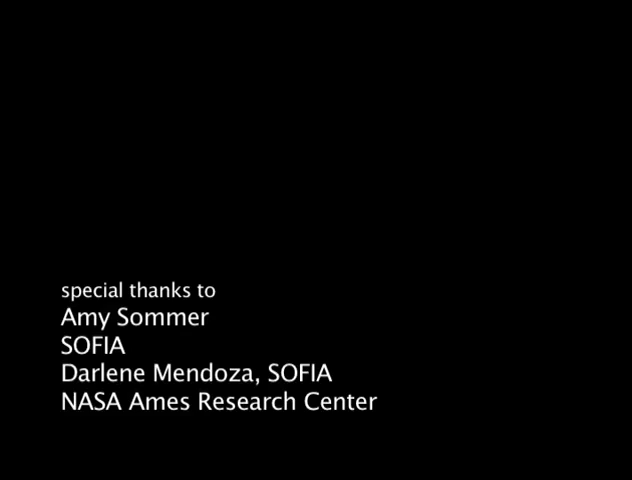 special thanks to
Amy Sommer
SOFIA
Darlene Mendoza, SOFIA
NASA Ames Research Center